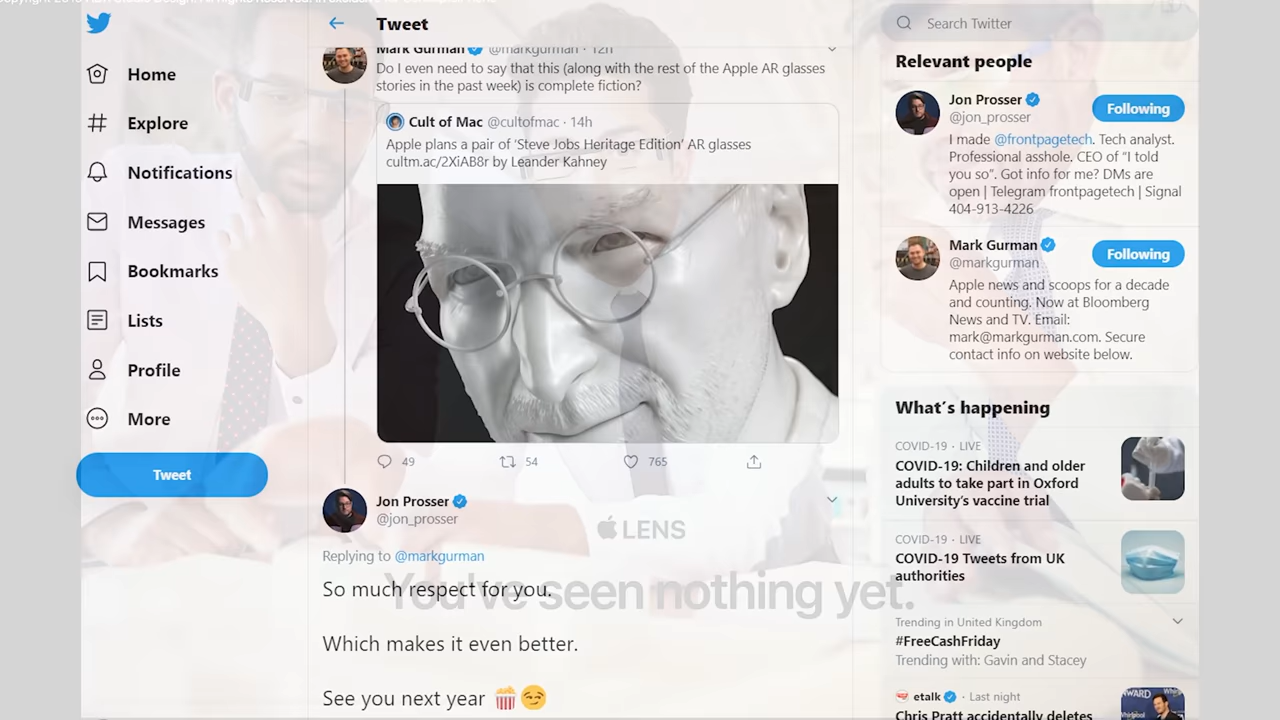 Tweet
Search Twitter
Home
Explore
Notifications
Messages
Bookmarks
Lists
Profile
More
Tweet
Mark Gurman @markgurman · 12h
Do I even need to say that this (along with the rest of the Apple AR glasses
stories in the past week) is complete fiction?
Cult of Mac @cultofmac · 14h
Apple plans a pair of ‘Steve Jobs Heritage Edition’ AR glasses
cultm.ac/2XiAB8r by Leander Kahney
49 54 765
Jon Prosser
@jon_prosser
Replying to @markgurman
So much respect for you.
Which makes it even better.
See you next year 🍿😏
LENS
You've seen nothing yet.
Relevant people
Jon Prosser
@jon_prosser
Following
I made @frontpagetech. Tech analyst.
Professional asshole. CEO of “I told
you so”. Got info for me? DMs are
open | Telegram frontpagetech | Signal
404-913-4226
Mark Gurman
@markgurman
Following
Apple news and scoops for a decade
and counting. Now at Bloomberg
News and TV. Email:
mark@markgurman.com. Secure
contact info on website below.
What's happening
COVID-19 · LIVE
COVID-19: Children and older
adults to take part in Oxford
University's vaccine trial
COVID-19 · LIVE
COVID-19 Tweets from UK
authorities
Trending in United Kingdom
#FreeCashFriday
Trending with: Gavin and Stacey
etalk · Last night
Chris Pratt accidentally deletes